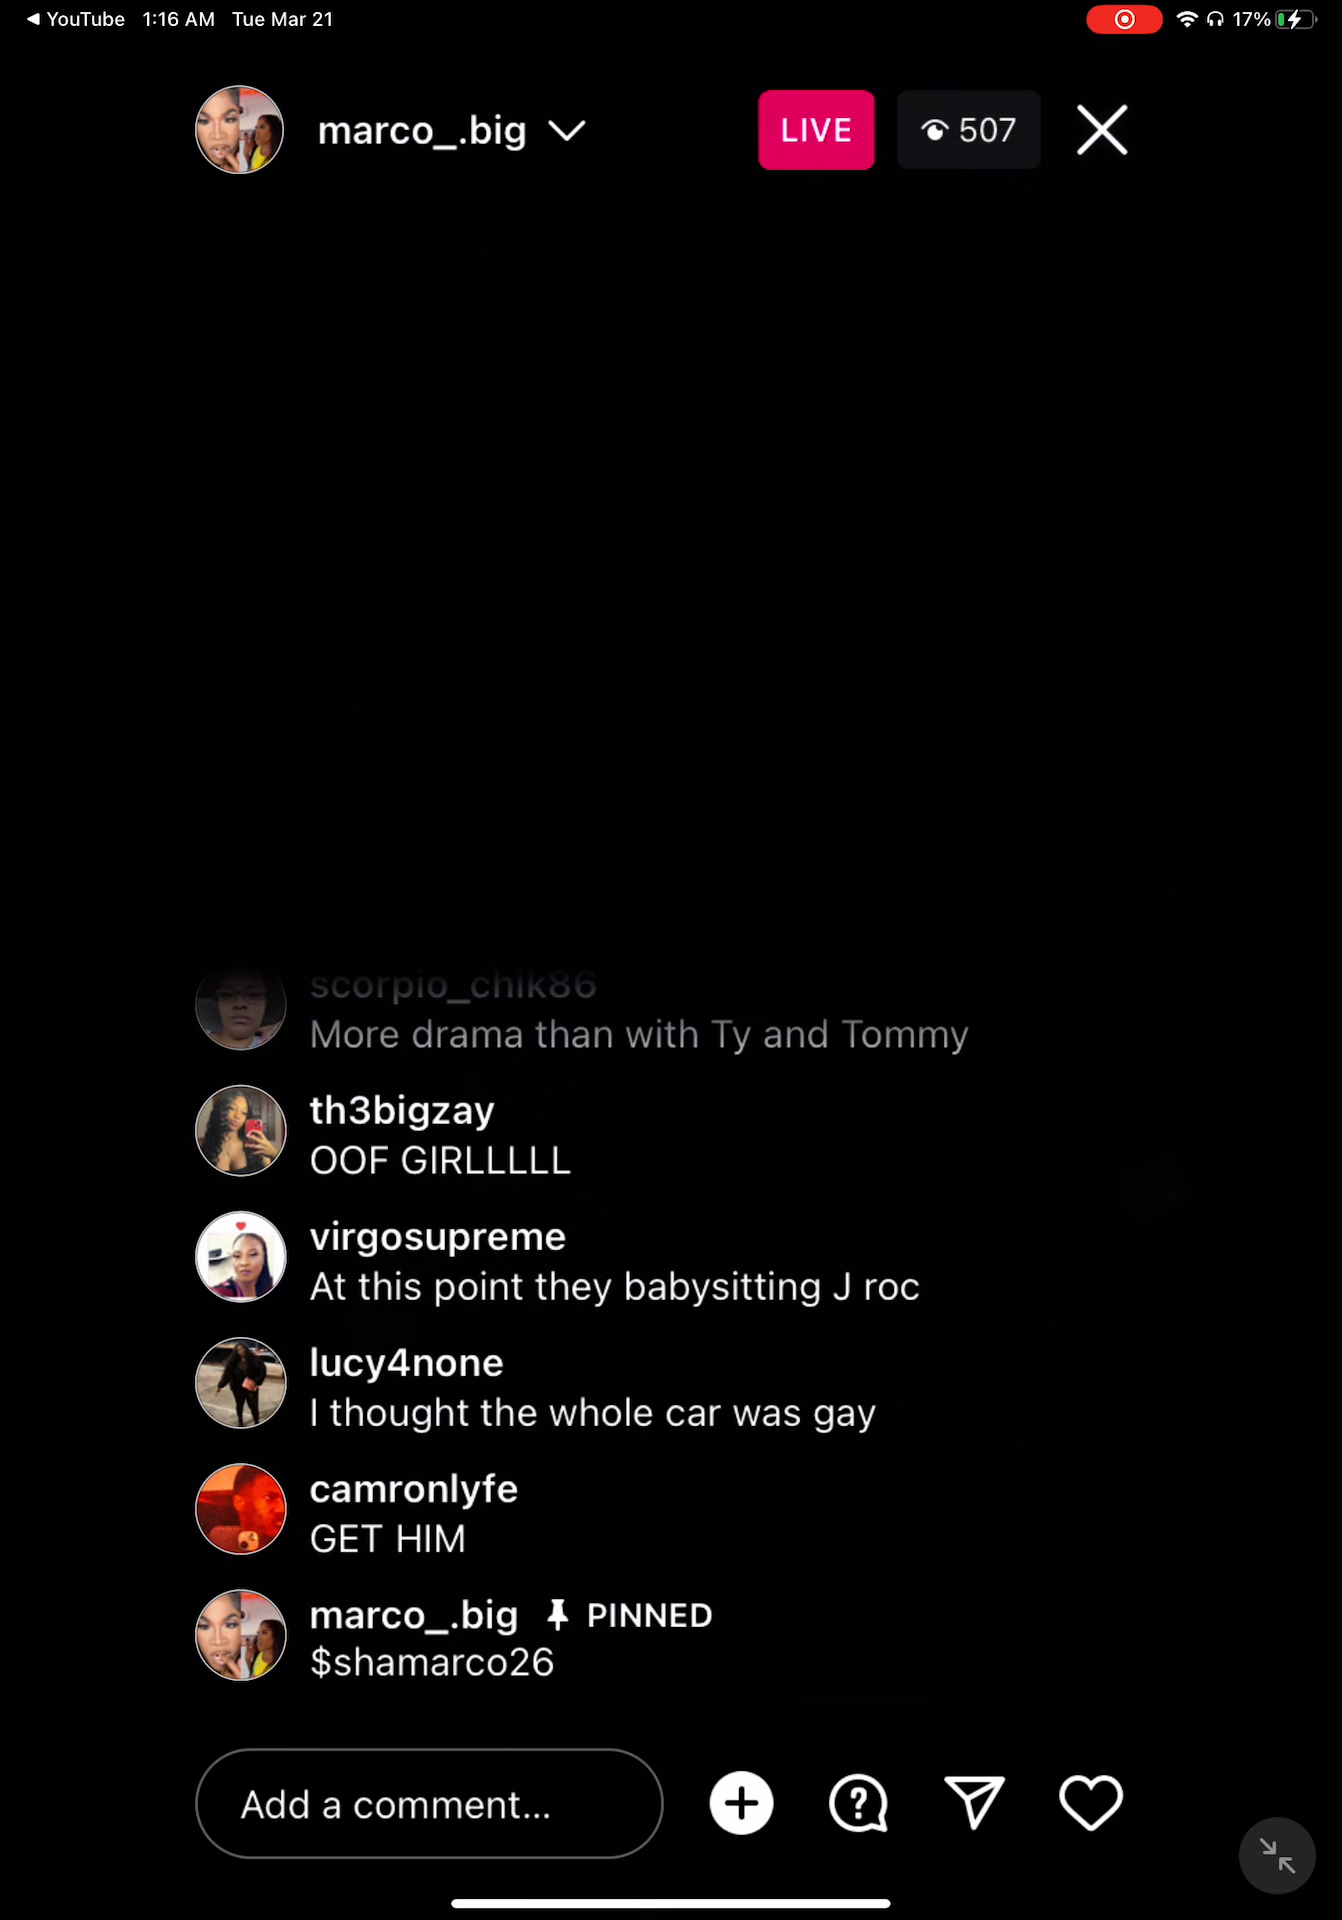 YouTube 1:16 AM Tue Mar 21 17%
marco_.big LIVE 507
scorpio_chik86
More drama than with Ty and Tommy
th3bigzay
OOF GIRLLLLL
virgosupreme
At this point they babysitting J roc
lucy4none
I thought the whole car was gay
camronlyfe
GET HIM
marco_.big PINNED
$shamarco26
Add a comment...